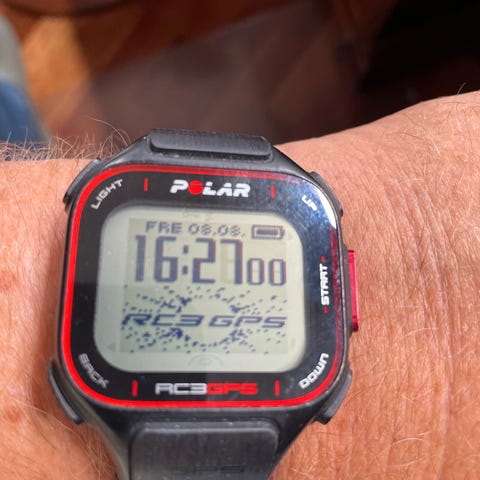 POLAR
LIGHT
UP
FRE 08.08.
16:27 00
START
RC3 GPS
BACK
DOWN
RC3GPS